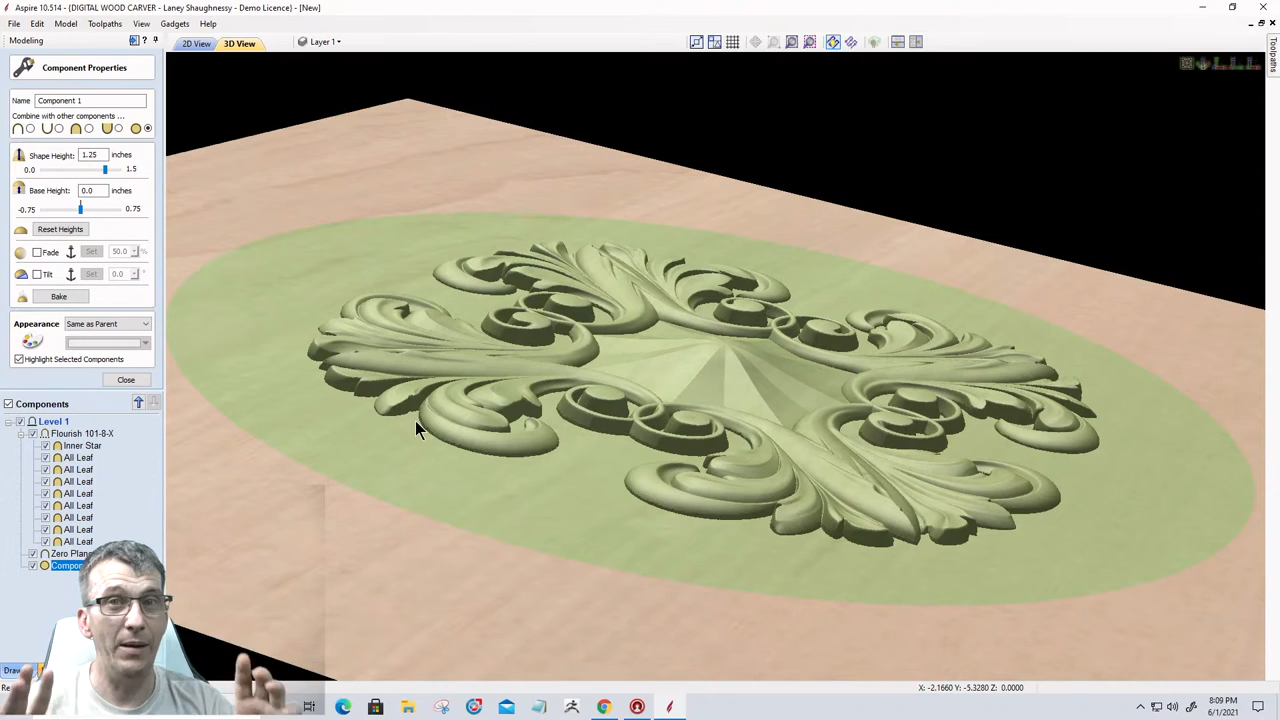 Aspire 10.514 - (DIGITAL WOOD CARVER - Laney Shaughnessy - Demo Licence) - [New]
File Edit Model Toolpaths View Gadgets Help
Modeling
2D View 3D View Layer 1
Toolpaths
Component Properties
Name Component 1
Combine with other components ...
Shape Height: 1.25 inches
0.0 1.5
Base Height: 0.0 inches
-0.75 0.75
Reset Heights
Fade Set 50.0 %
Tilt Set 0.0 °
Bake
Appearance Same as Parent
Highlight Selected Components
Close
Components
Level 1
Flourish 101-8-X
Inner Star
All Leaf
All Leaf
All Leaf
All Leaf
All Leaf
All Leaf
All Leaf
All Leaf
Zero Plane
X: -2.1660 Y: -5.3280 Z: 0.0000
8:09 PM
6/1/2021